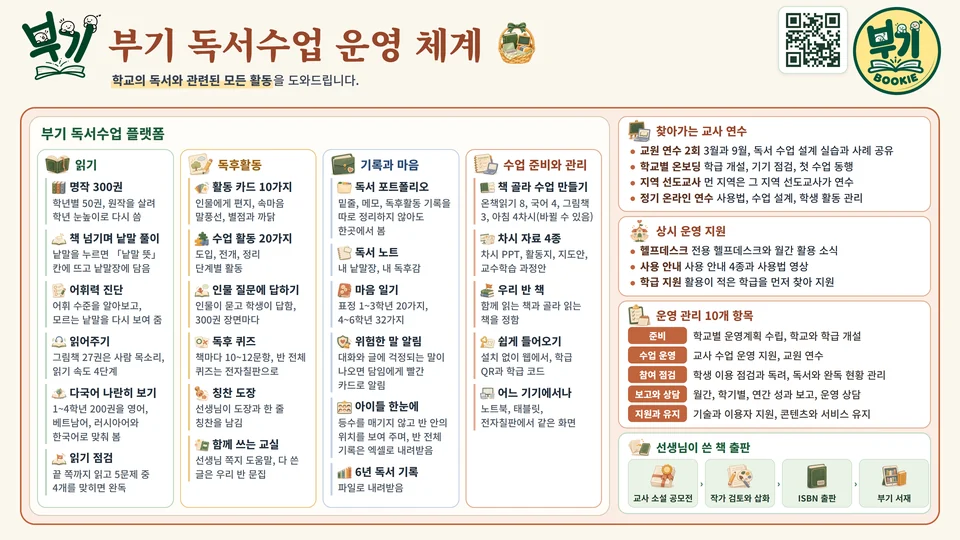 부기
부기 독서수업 운영 체계
학교의 독서와 관련된 모든 활동을 도와드립니다.
부기
BOOKIE
부기 독서수업 플랫폼
읽기
명작 300권
학년별 50권, 원작을 살려
학년 눈높이로 다시 씀
책 넘기며 낱말 풀이
낱말을 누르면 「낱말 뜻」
칸에 뜨고 낱말장에 담음
어휘력 진단
어휘 수준을 알아보고,
모르는 낱말을 다시 보여 줌
읽어주기
그림책 27권은 사람 목소리,
읽기 속도 4단계
다국어 나란히 보기
1~4학년 200권을 영어,
베트남어, 러시아어와
한국어로 맞춰 봄
읽기 점검
끝 쪽까지 읽고 5문제 중
4개를 맞히면 완독
독후활동
활동 카드 10가지
인물에게 편지, 속마음
말풍선, 별점과 까닭
수업 활동 20가지
도입, 전개, 정리
단계별 활동
인물 질문에 답하기
인물이 묻고 학생이 답함,
300권 장면마다
독후 퀴즈
책마다 10~12문항, 반 전체
퀴즈는 전자칠판으로
칭찬 도장
선생님이 도장과 한 줄
칭찬을 남김
함께 쓰는 교실
선생님 쪽지 도움말, 다 쓴
글은 우리 반 문집
기록과 마음
독서 포트폴리오
밑줄, 메모, 독후활동 기록을
따로 정리하지 않아도
한곳에서 봄
독서 노트
내 낱말장, 내 독후감
마음 일기
표정 1~3학년 20가지,
4~6학년 32가지
위험한 말 알림
대화와 글에 걱정되는 말이
나오면 담임에게 빨간
카드로 알림
아이들 한눈에
등수를 매기지 않고 반 안의
위치를 보여 주며, 반 전체
기록은 엑셀로 내려받음
6년 독서 기록
파일로 내려받음
수업 준비와 관리
책 골라 수업 만들기
온책읽기 8, 국어 4, 그림책
3, 아침 4차시(바뀔 수 있음)
차시 자료 4종
차시 PPT, 활동지, 지도안,
교수학습 과정안
우리 반 책
함께 읽는 책과 골라 읽는
책을 정함
쉽게 들어오기
설치 없이 웹에서, 학급
QR과 학급 코드
어느 기기에서나
노트북, 태블릿,
전자칠판에서 같은 화면
찾아가는 교사 연수
교원 연수 2회 3월과 9월, 독서 수업 설계 실습과 사례 공유
학교별 온보딩 학급 개설, 기기 점검, 첫 수업 동행
지역 선도교사 먼 지역은 그 지역 선도교사가 연수
정기 온라인 연수 사용법, 수업 설계, 학생 활동 관리
상시 운영 지원
헬프데스크 전용 헬프데스크와 월간 활용 소식
사용 안내 사용 안내 4종과 사용법 영상
학급 지원 활용이 적은 학급을 먼저 찾아 지원
운영 관리 10개 항목
준비 학교별 운영계획 수립, 학교와 학급 개설
수업 운영 교사 수업 운영 지원, 교원 연수
참여 점검 학생 이용 점검과 독려, 독서와 완독 현황 관리
보고와 상담 월간, 학기별, 연간 성과 보고, 운영 상담
지원과 유지 기술과 이용자 지원, 콘텐츠와 서비스 유지
선생님이 쓴 책 출판
교사 소설 공모전 › 작가 검토와 삽화 › ISBN 출판 › 부기 서재